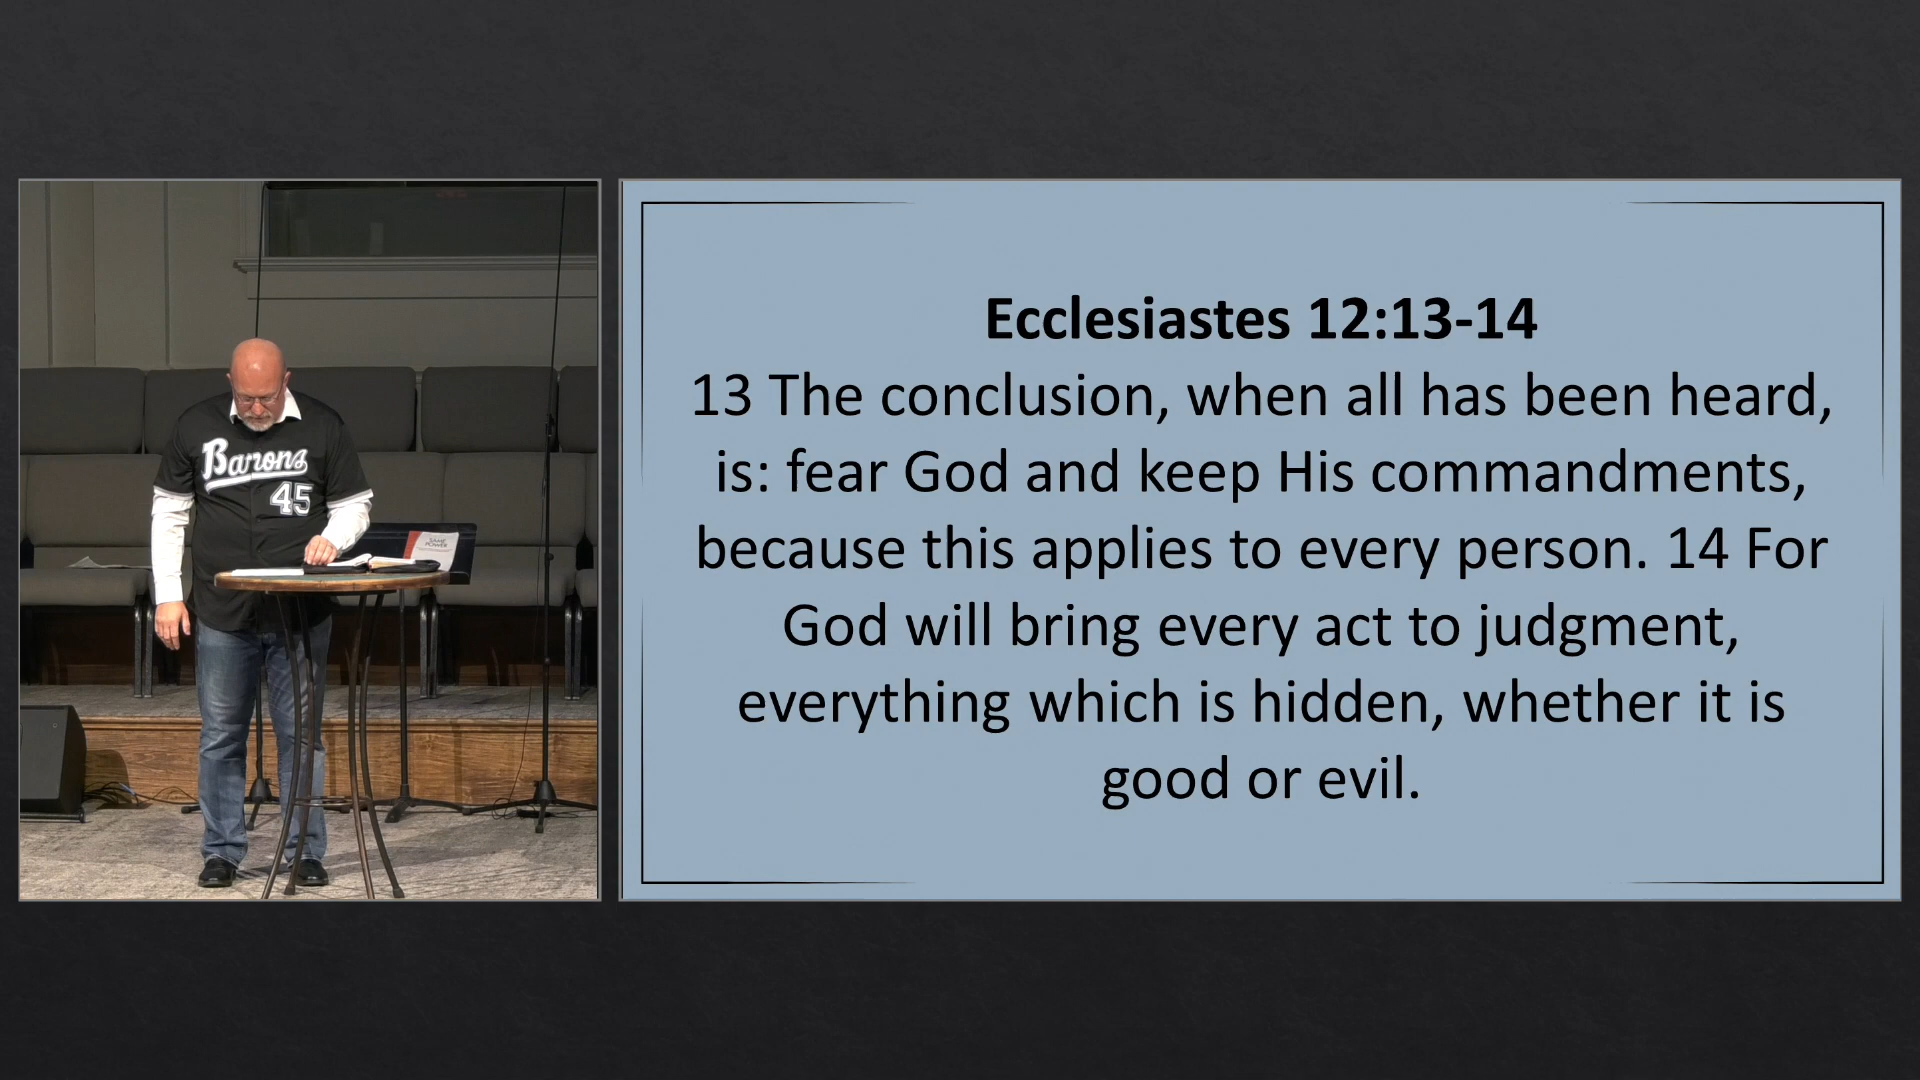 Barons
45
SAME
POWER
Ecclesiastes 12:13-14
13 The conclusion, when all has been heard,
is: fear God and keep His commandments,
because this applies to every person. 14 For
God will bring every act to judgment,
everything which is hidden, whether it is
good or evil.